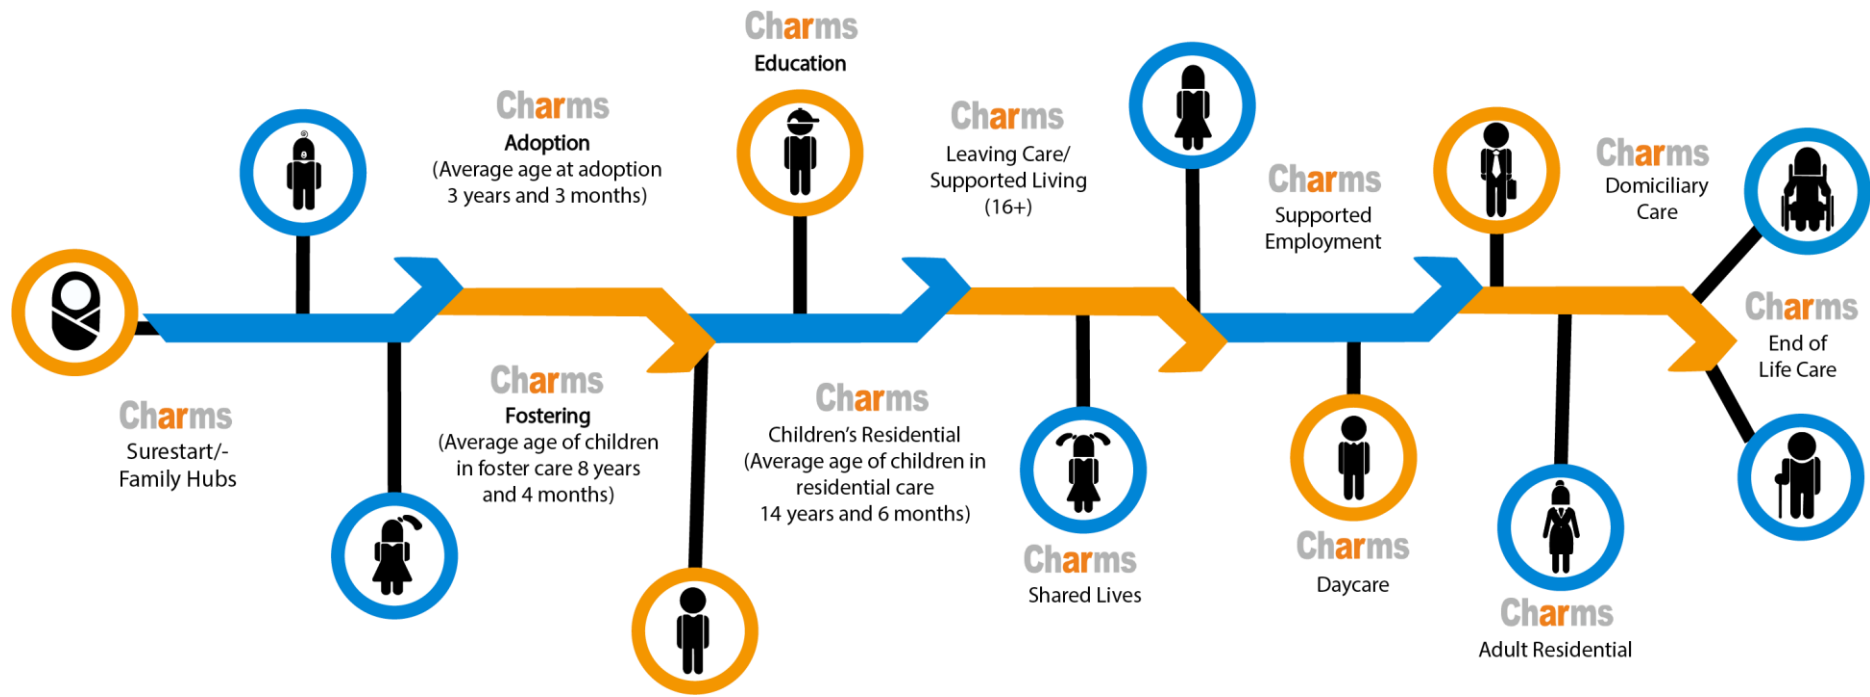 Charms
Surestart/-
Family Hubs
Charms
Adoption
(Average age at adoption
3 years and 3 months)
Charms
Fostering
(Average age of children
in foster care 8 years
and 4 months)
Charms
Education
Charms
Children's Residential
(Average age of children in
residential care
14 years and 6 months)
Charms
Leaving Care/
Supported Living
(16+)
Charms
Shared Lives
Charms
Supported
Employment
Charms
Daycare
Charms
Adult Residential
Charms
Domiciliary
Care
Charms
End of
Life Care